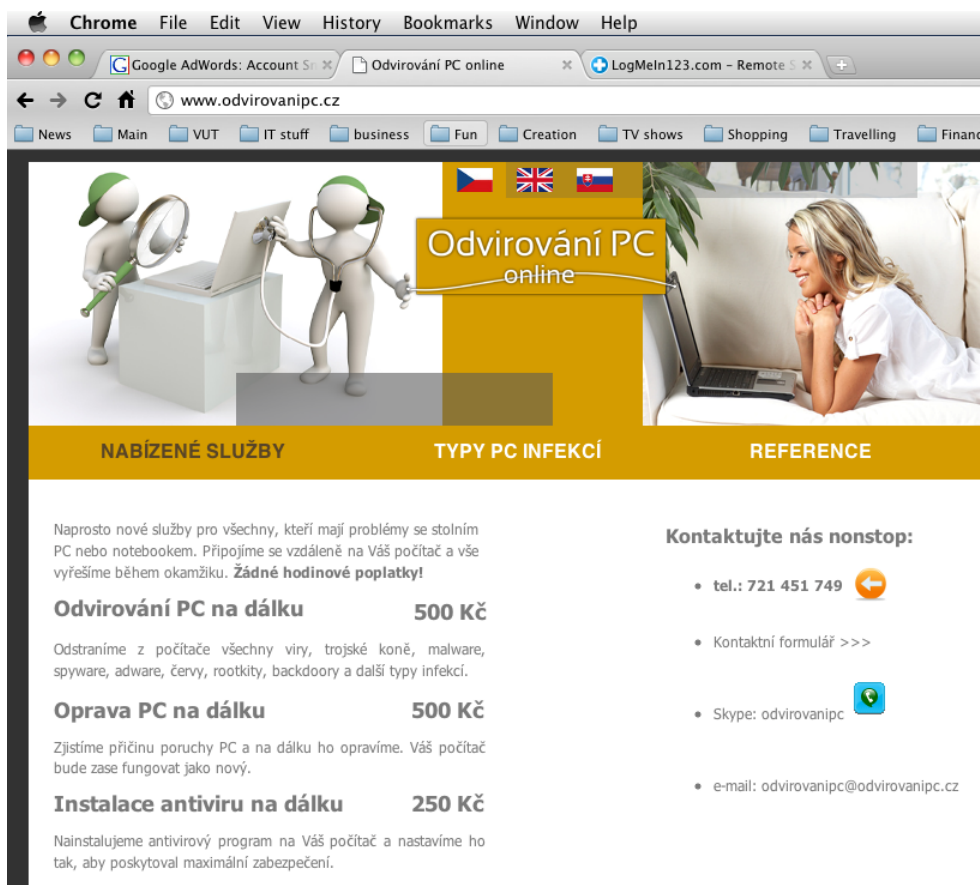 Chrome File Edit View History Bookmarks Window Help
Google AdWords: Account Sn
Odvirování PC online
LogMeIn123.com – Remote S
www.odvirovanipc.cz
News Main VUT IT stuff business Fun Creation TV shows Shopping Travelling Financ
Odvirování PC
online
NABÍZENÉ SLUŽBY TYPY PC INFEKCÍ REFERENCE
Naprosto nové služby pro všechny, kteří mají problémy se stolním
PC nebo notebookem. Připojíme se vzdáleně na Váš počítač a vše
vyřešíme během okamžiku. Žádné hodinové poplatky!
Odvirování PC na dálku 500 Kč
Odstraníme z počítače všechny viry, trojské koně, malware,
spyware, adware, červy, rootkity, backdoory a další typy infekcí.
Oprava PC na dálku 500 Kč
Zjistíme přičinu poruchy PC a na dálku ho opravíme. Váš počítač
bude zase fungovat jako nový.
Instalace antiviru na dálku 250 Kč
Nainstalujeme antivirový program na Váš počítač a nastavíme ho
tak, aby poskytoval maximální zabezpečení.
Kontaktujte nás nonstop:
• tel.: 721 451 749
• Kontaktní formulář >>>
• Skype: odvirovanipc
• e-mail: odvirovanipc@odvirovanipc.cz